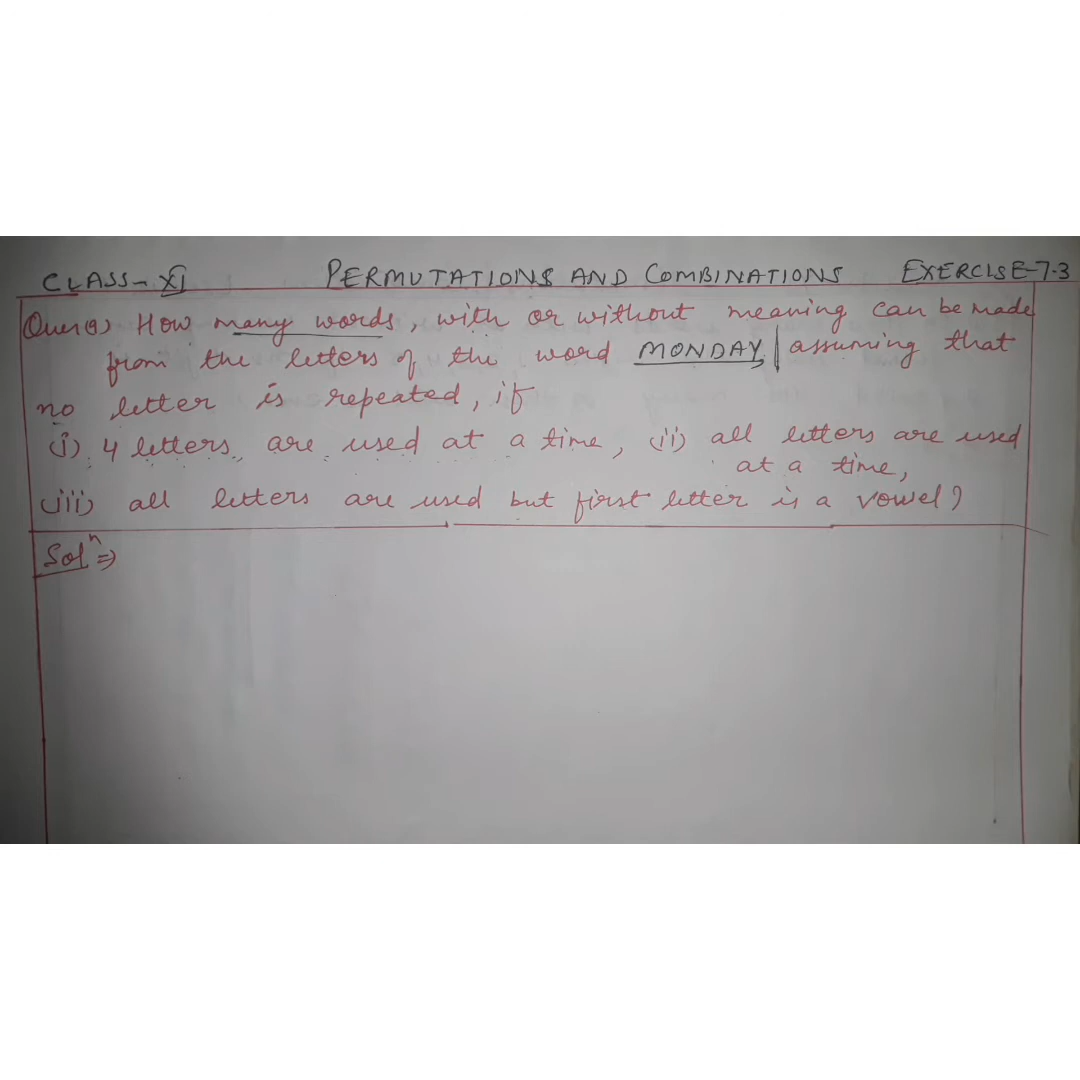 CLASS-XI PERMUTATIONS AND COMBINATIONS EXERCISE-7.3
Ques(9) How many words, with or without meaning can be made
from the letters of the word MONDAY, assuming that
no letter is repeated, if
(i) 4 letters are used at a time, (ii) all letters are used
at a time,
(iii) all letters are used but first letter is a vowel?
Solⁿ ⇒